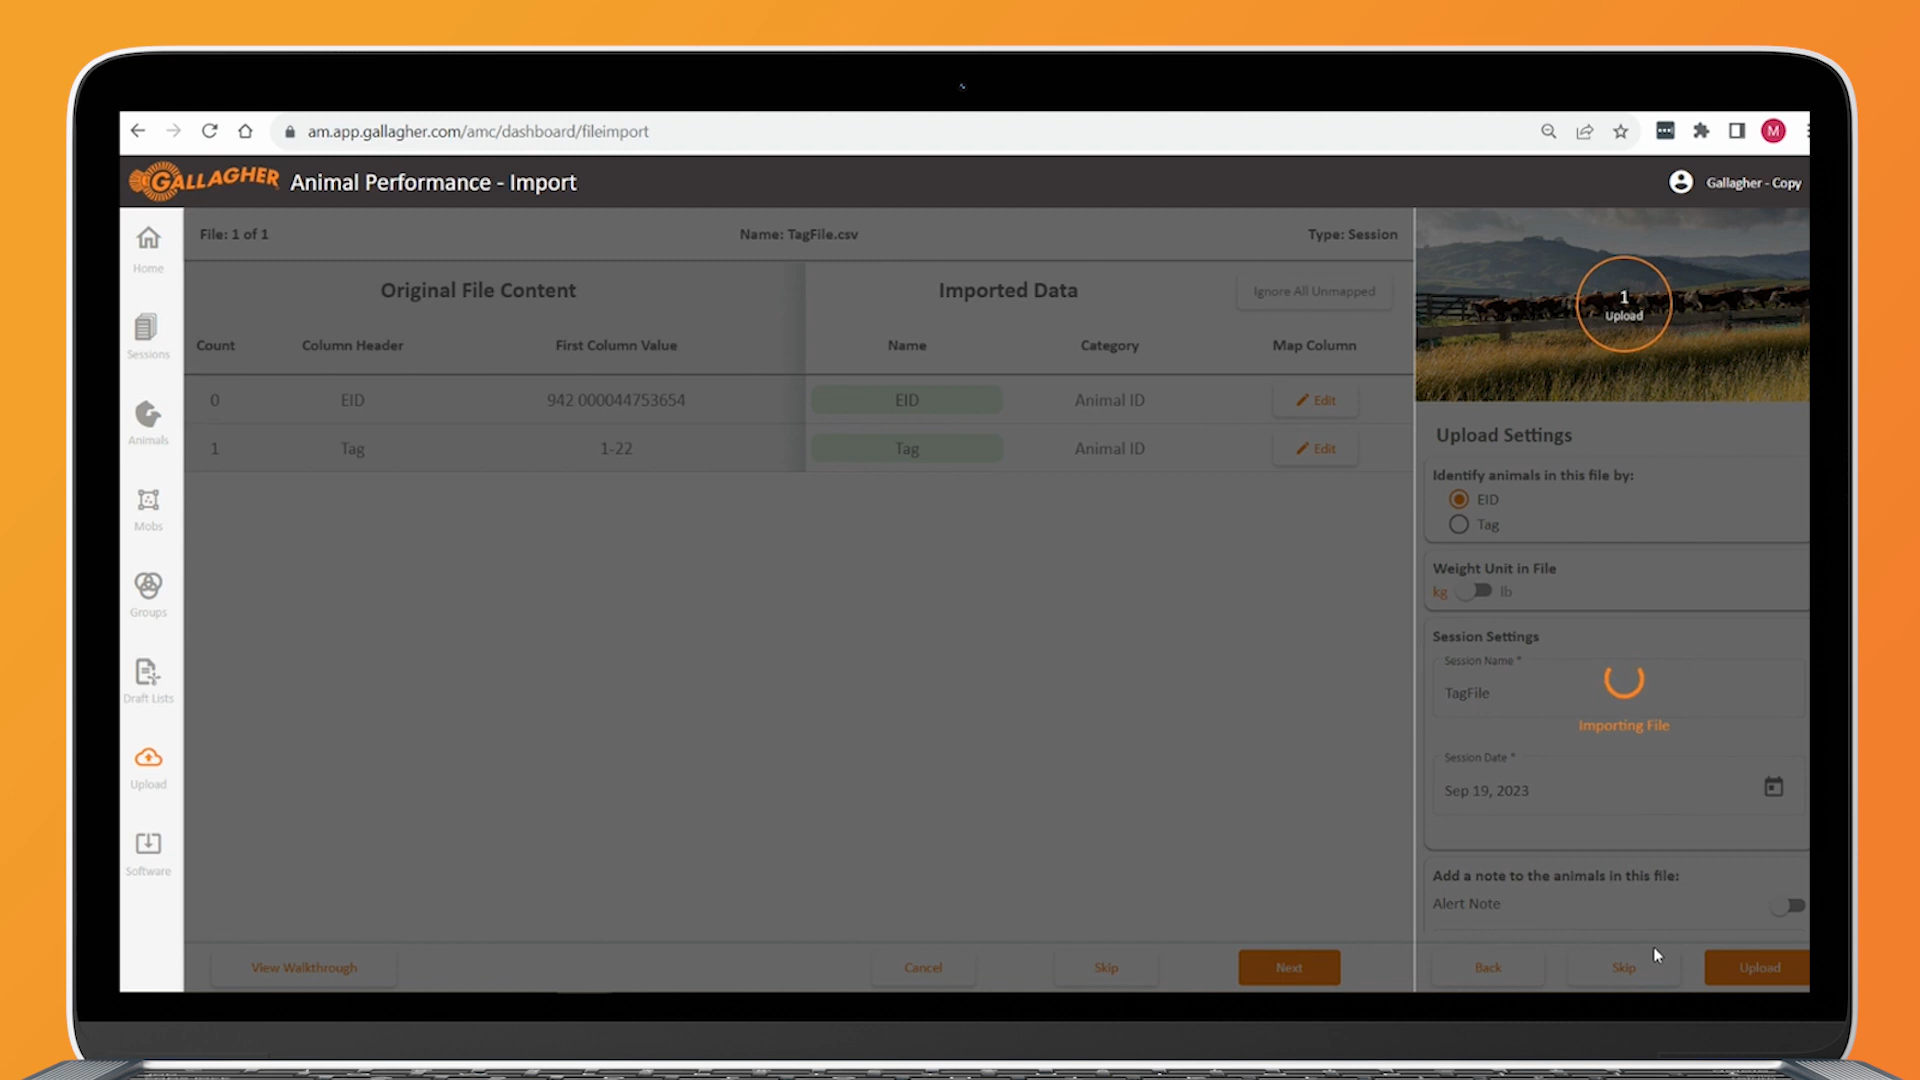 am.app.gallagher.com/amc/dashboard/fileimport
M
GALLAGHER
Animal Performance - Import
Gallagher - Copy
Home
Sessions
Animals
Mobs
Groups
Draft Lists
Upload
Software
File: 1 of 1
Name: TagFile.csv
Type: Session
Original File Content
Imported Data
Ignore All Unmapped
Count Column Header First Column Value Name Category Map Column
0 EID 942 000044753654 EID Animal ID Edit
1 Tag 1-22 Tag Animal ID Edit
View Walkthrough
Cancel
Skip
Next
1
Upload
Upload Settings
Identify animals in this file by:
EID
Tag
Weight Unit in File
kg lb
Session Settings
Session Name *
TagFile
Importing File
Session Date *
Sep 19, 2023
Add a note to the animals in this file:
Alert Note
Back
Skip
Upload